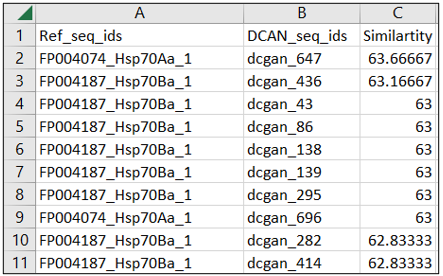 A B C
1 Ref_seq_ids DCAN_seq_ids Similartity
2 FP004074_Hsp70Aa_1 dcgan_647 63.66667
3 FP004187_Hsp70Ba_1 dcgan_436 63.16667
4 FP004187_Hsp70Ba_1 dcgan_43 63
5 FP004187_Hsp70Ba_1 dcgan_86 63
6 FP004187_Hsp70Ba_1 dcgan_138 63
7 FP004187_Hsp70Ba_1 dcgan_139 63
8 FP004187_Hsp70Ba_1 dcgan_295 63
9 FP004074_Hsp70Aa_1 dcgan_696 63
10 FP004187_Hsp70Ba_1 dcgan_282 62.83333
11 FP004187_Hsp70Ba_1 dcgan_414 62.83333